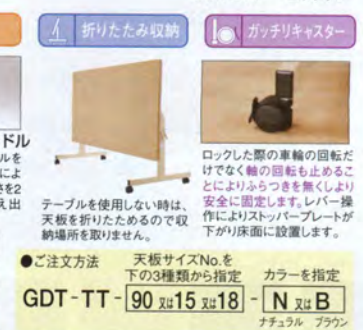 折りたたみ収納
ガッチリキャスター
ドル
ルを
によ
さを2
え出
テーブルを使用しない時は、
天板を折りたためるので収
納場所を取りません。
ロックした際の車輪の回転だ
けでなく軸の回転も止めるこ
とによりふらつきを無くしより
安全に固定します。レバー操
作によりストッパープレートが
下がり床面に設置します。
●ご注文方法
天板サイズNo.を
下の3種類から指定
カラーを指定
GDT-TT-90 又は15 又は18 - N 又は B
ナチュラル ブラウン